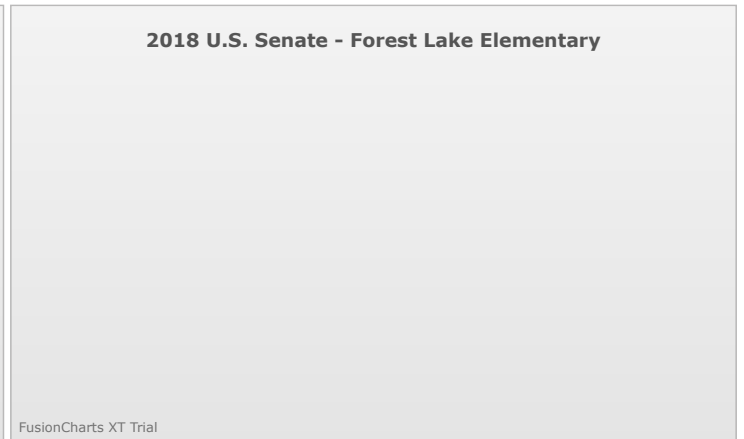 2018 U.S. Senate - Forest Lake Elementary
FusionCharts XT Trial